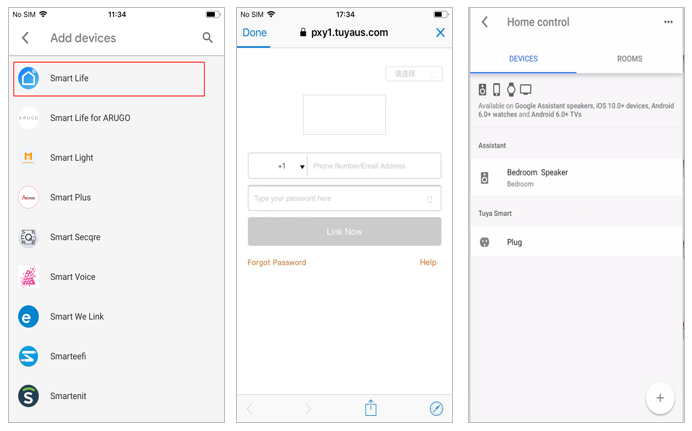 No SIM
11:34
Add devices
Smart Life
Smart Life for ARUGO
Smart Light
Smart Plus
Smart Secqre
Smart Voice
Smart We Link
Smarteefi
Smartenit
No SIM
17:34
Done
pxy1.tuyaus.com
请选择
+1
Phone Number/Email Address
Type your password here
Link Now
Forgot Password
Help
Home control
DEVICES
ROOMS
Available on Google Assistant speakers, iOS 10.0+ devices, Android
6.0+ watches and Android 6.0+ TVs
Assistant
Bedroom Speaker
Bedroom
Tuya Smart
Plug